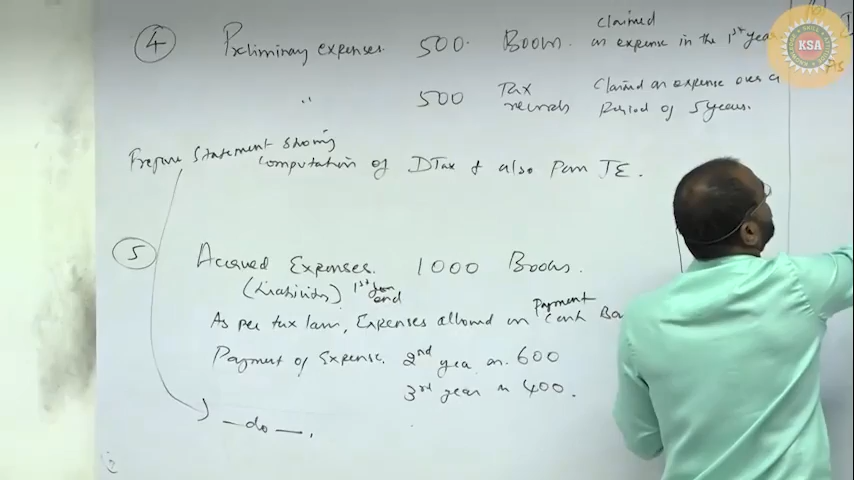 4 Preliminary expenses. 500. Books. claimed as expense in the 1st year
" 500 Tax records Claimed as expense over a Period of 5 years.
Prepare Statement showing computation of DTax & also Pass JE.
5 Accrued Expenses. 1000 Books.
(Liabilities) 1st year end
As per tax law, Expenses allowed on Payment Cash Ba
Payment of Expense. 2nd year on. 600
3rd year 400.
— do —.
KSA